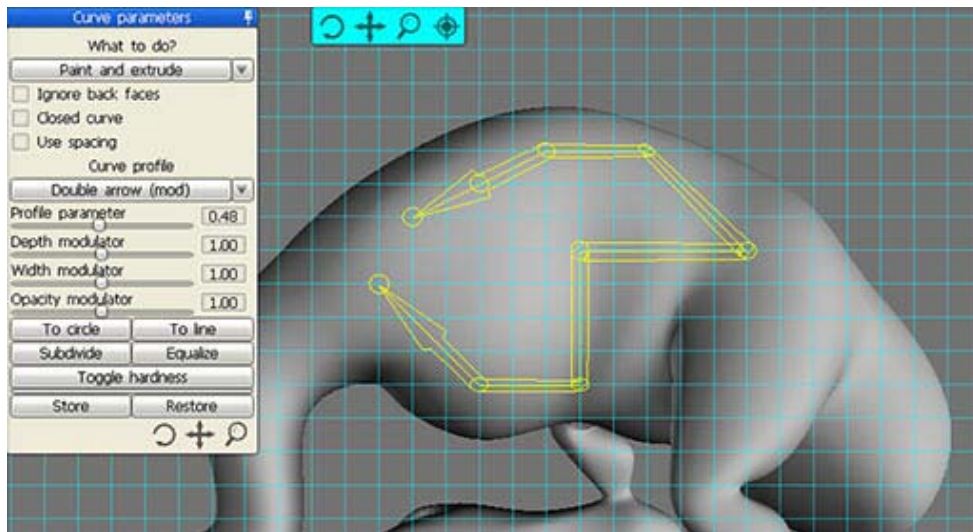 Curve parameters
What to do?
Paint and extrude
Ignore back faces
Closed curve
Use spacing
Curve profile
Double arrow (mod)
Profile parameter 0.48
Depth modulator 1.00
Width modulator 1.00
Opacity modulator 1.00
To circle To line
Subdivide Equalize
Toggle hardness
Store Restore